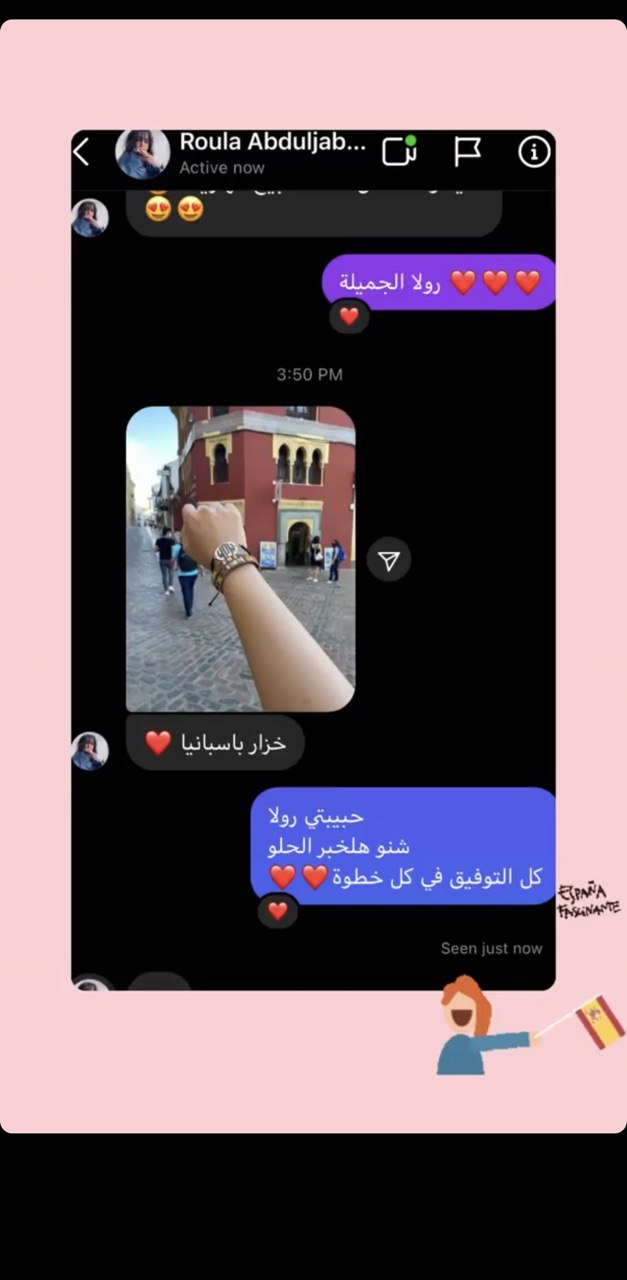 Roula Abduljab...
Active now
😍 😍
رولا الجميلة ❤️ ❤️ ❤️
❤️
3:50 PM
خزار باسبانيا ❤️
حبيبتي رولا
شنو هلخبر الحلو
كل التوفيق في كل خطوة ❤️ ❤️
❤️
ESPAÑA
FASCINANTE
Seen just now